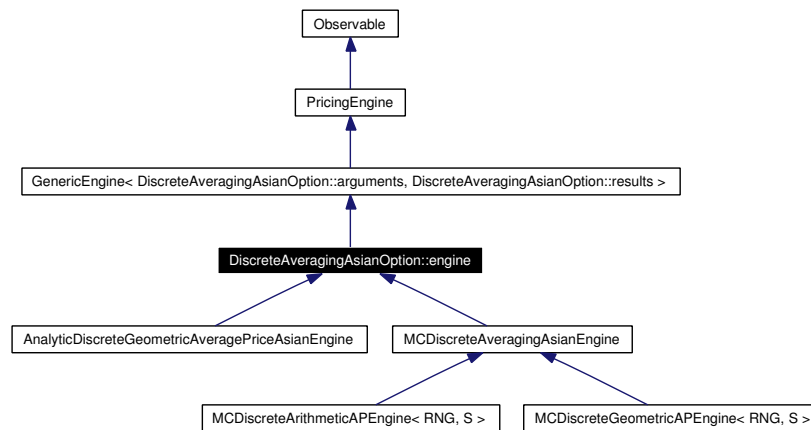 Observable
PricingEngine
GenericEngine< DiscreteAveragingAsianOption::arguments, DiscreteAveragingAsianOption::results >
DiscreteAveragingAsianOption::engine
AnalyticDiscreteGeometricAveragePriceAsianEngine
MCDiscreteAveragingAsianEngine
MCDiscreteArithmeticAPEngine< RNG, S >
MCDiscreteGeometricAPEngine< RNG, S >